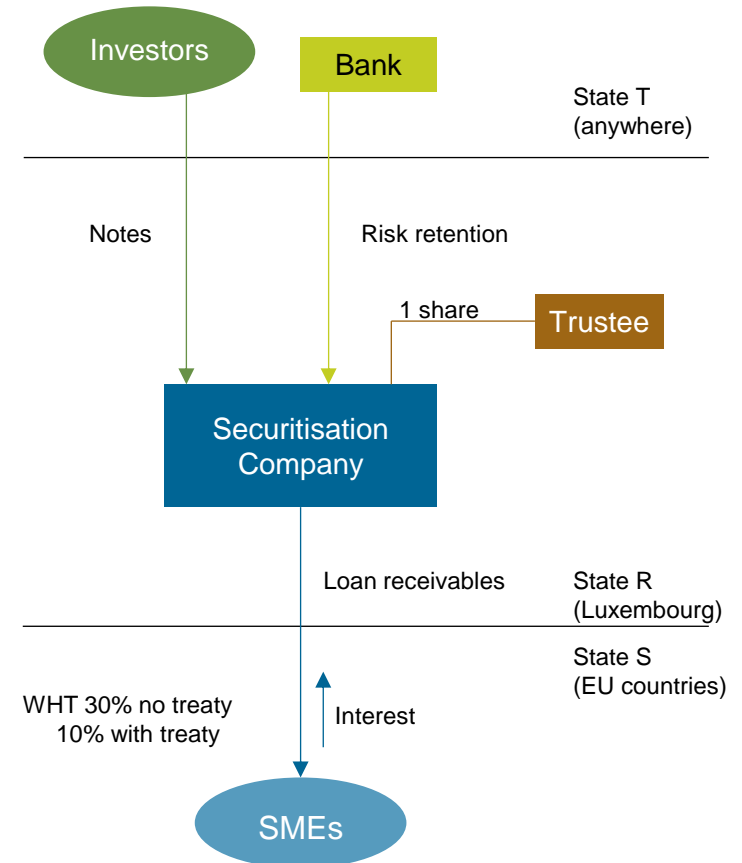 Investors
Bank
State T
(anywhere)
Notes
Risk retention
1 share
Trustee
Securitisation
Company
Loan receivables
State R
(Luxembourg)
State S
(EU countries)
WHT 30% no treaty
10% with treaty
Interest
SMEs